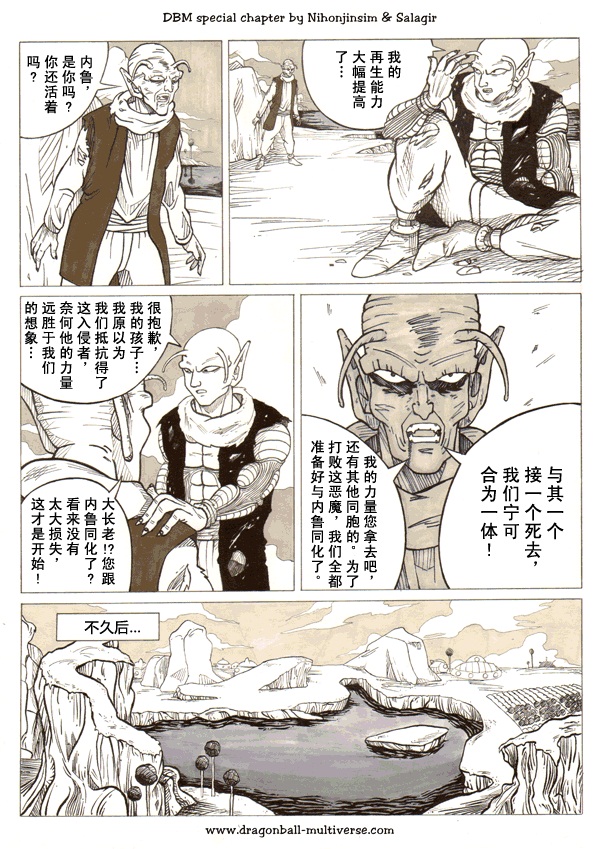 DBM special chapter by Nihonjinsim & Salagir
内鲁，
是你吗？
你还活着
吗？
我的
再生能力
大幅提高
了…
很抱歉，
我的孩子…
我原以为
我们抵抗得了
这入侵者，
奈何他的力量
远胜于我们
的想象…
大长老!?您跟
内鲁同化了？
看来没有
太大损失，
这才是开始！
与其一个
接一个死去，
我们宁可
合为一体！
我的力量您拿去吧，
还有其他同胞的。为了
打败这恶魔，我们全都
准备好与内鲁同化了。
不久后...
www.dragonball-multiverse.com